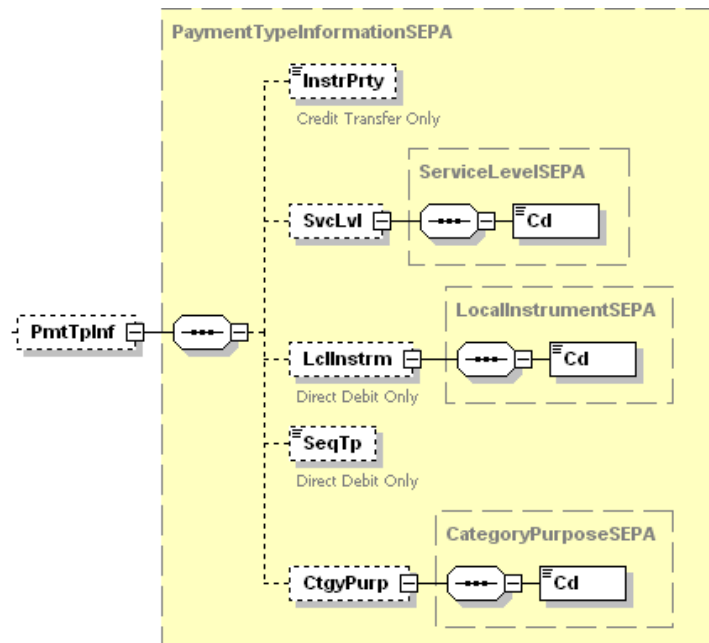 PaymentTypeInformationSEPA
InstrPrty
Credit Transfer Only
ServiceLevelSEPA
SvcLvl
Cd
LocalInstrumentSEPA
PmtTpInf
LclInstrm
Cd
Direct Debit Only
SeqTp
Direct Debit Only
CategoryPurposeSEPA
CtgyPurp
Cd